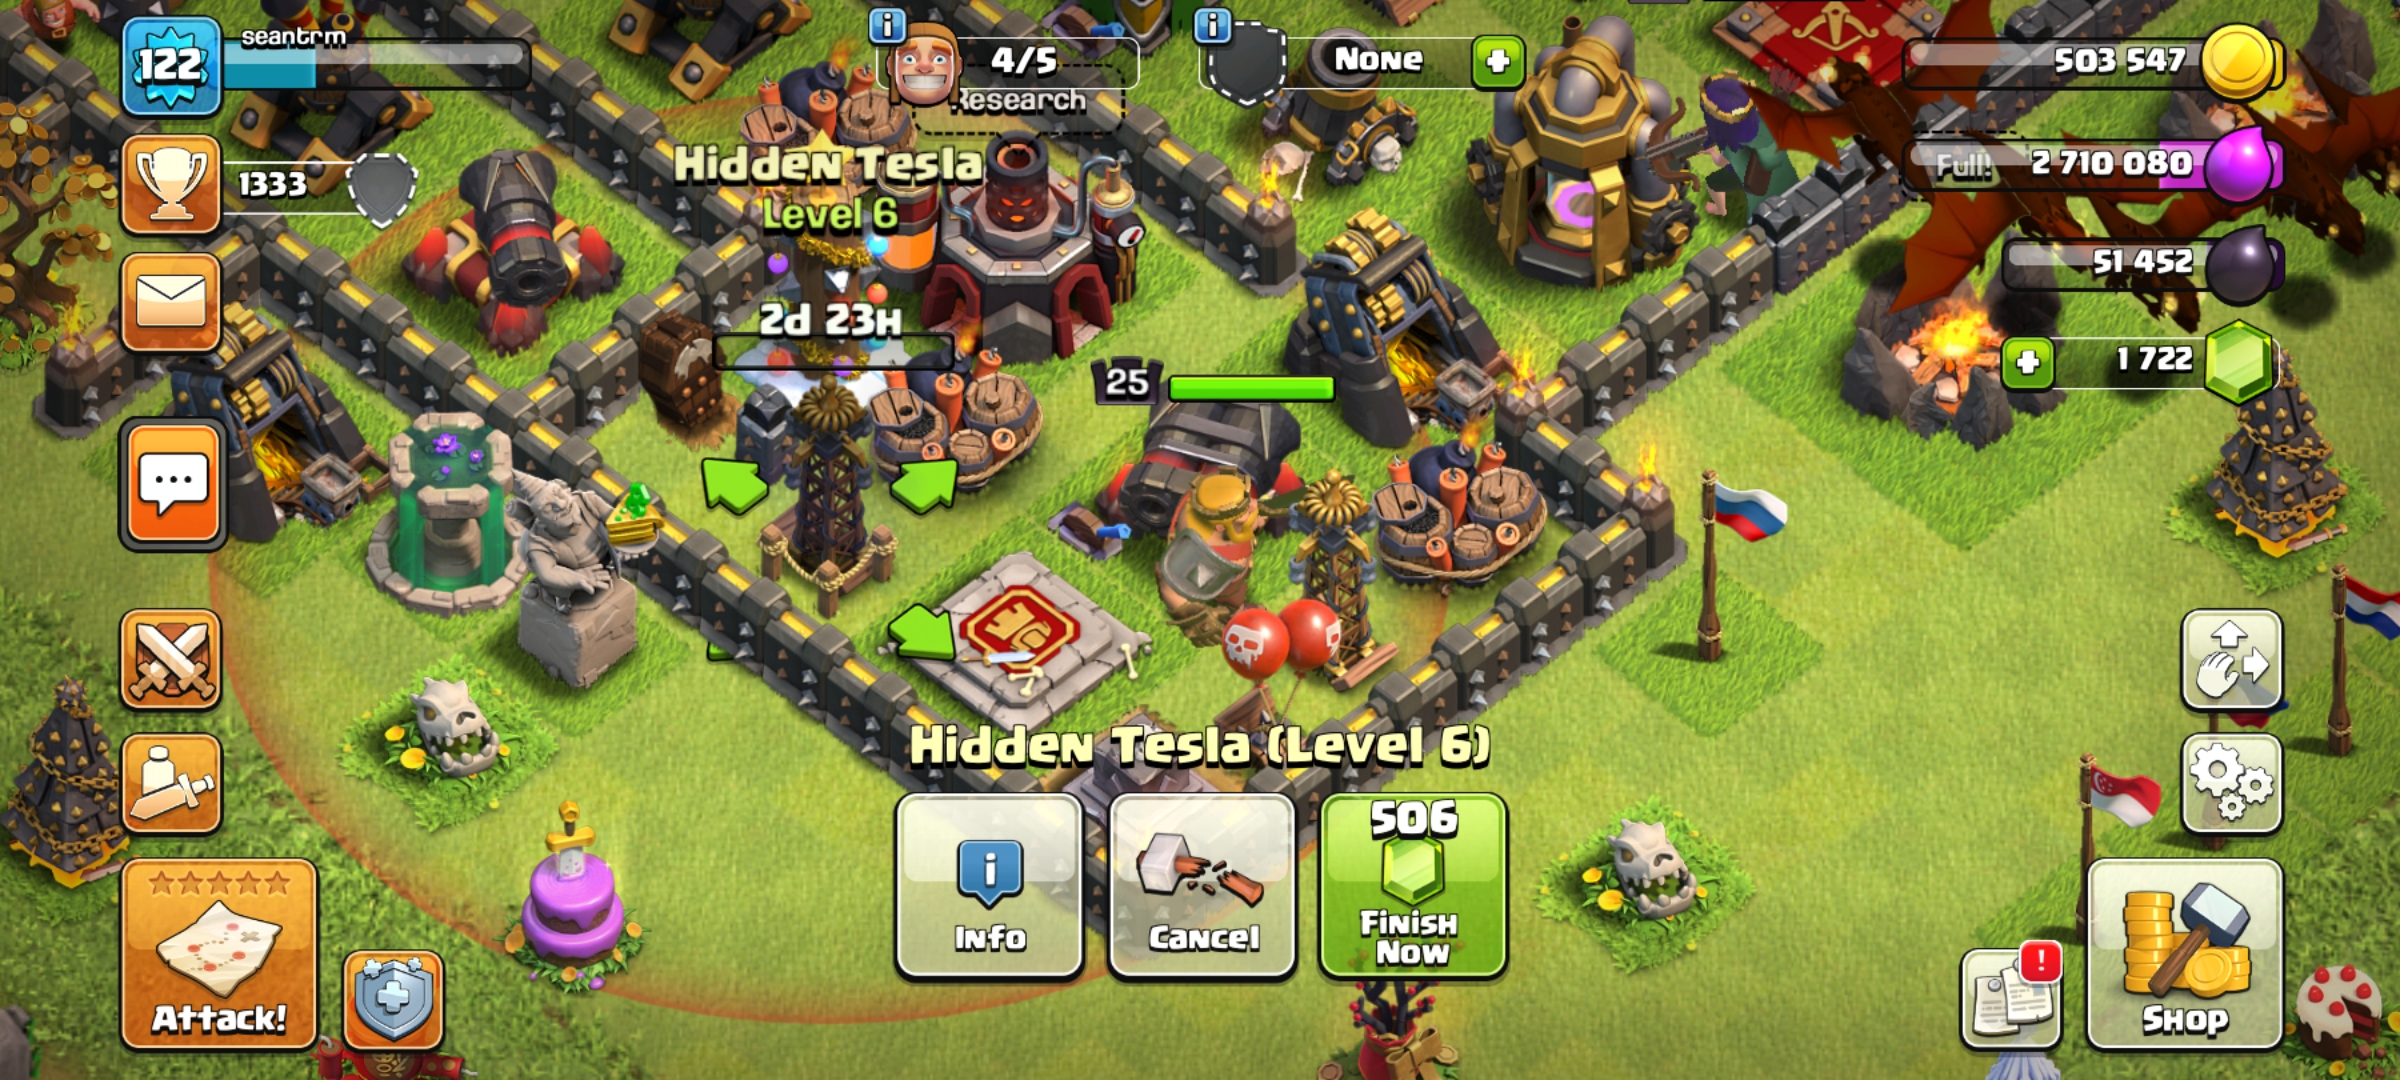 122
seantrm
4/5
None
503 547
Research
Hidden Tesla
Level 6
1333
Full!
2 710 080
51 452
2d 23H
1 722
25
Hidden Tesla (Level 6)
506
Info
Cancel
Finish
Now
Attack!
!
Shop